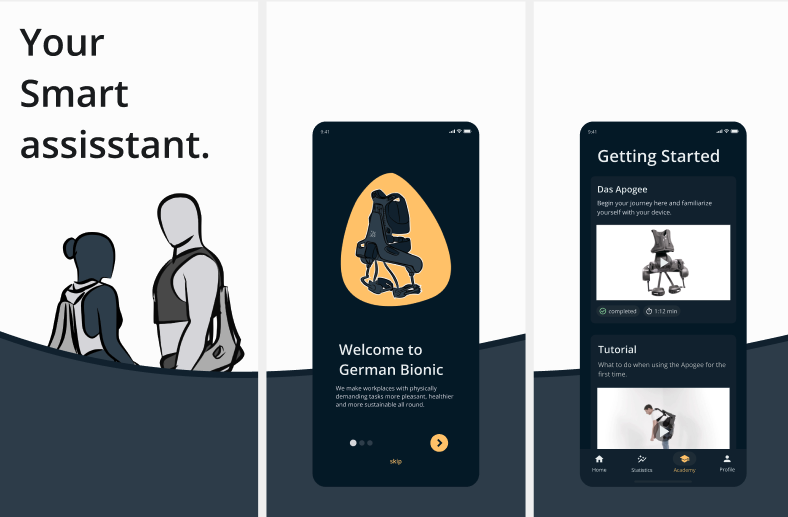 Your
Smart
assisstant.
9:41
Welcome to
German Bionic
We make workplaces with physically
demanding tasks more pleasant, healthier
and more sustainable all round.
skip
9:41
Getting Started
Das Apogee
Begin your journey here and familiarize
yourself with your device.
completed
1:12 min
Tutorial
What to do when using the Apogee for the
first time.
Home
Statistics
Academy
Profile